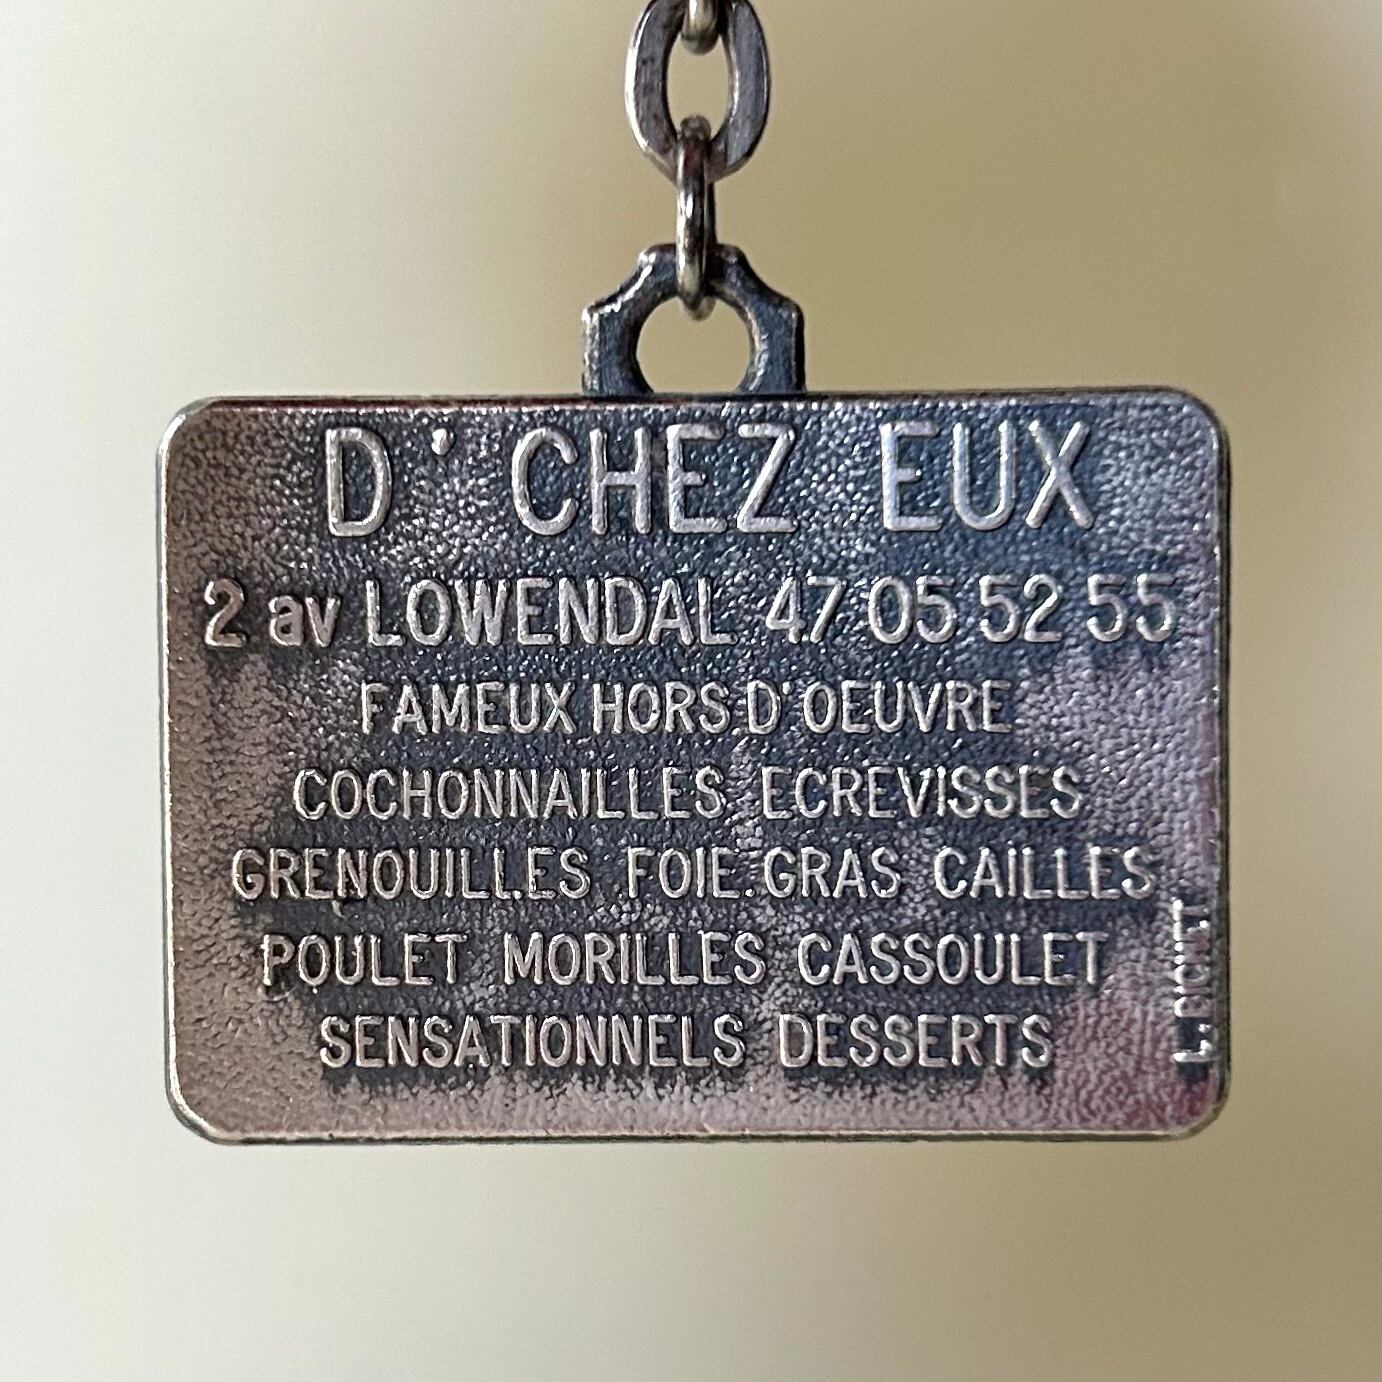 D' CHEZ EUX
2 av LOWENDAL 47 05 52 55
FAMEUX HORS D'OEUVRE
COCHONNAILLES ECREVISSES
GRENOUILLES FOIE.GRAS CAILLES
POULET MORILLES CASSOULET
SENSATIONNELS DESSERTS